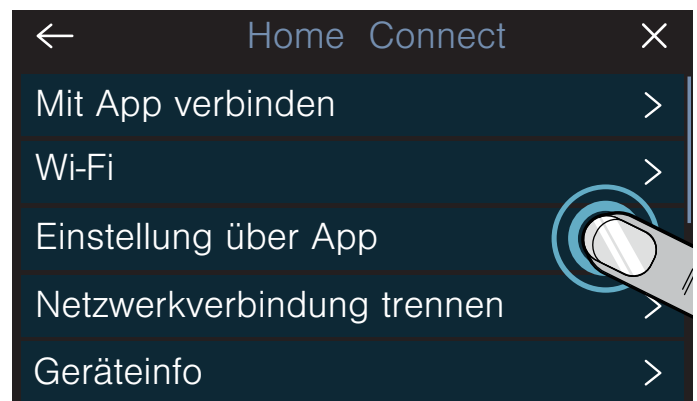 Home Connect
Mit App verbinden
Wi-Fi
Einstellung über App
Netzwerkverbindung trennen
Geräteinfo